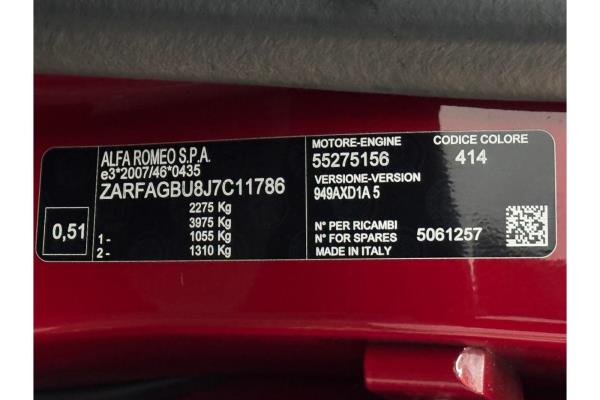 ALFA ROMEO S.P.A.
e3*2007/46*0435
ZARFAGBU8J7C11786
2275 Kg
3975 Kg
1- 1055 Kg
2- 1310 Kg
0,51
MOTORE-ENGINE
55275156
VERSIONE-VERSION
949AXD1A 5
CODICE COLORE
414
N° PER RICAMBI
N° FOR SPARES 5061257
MADE IN ITALY